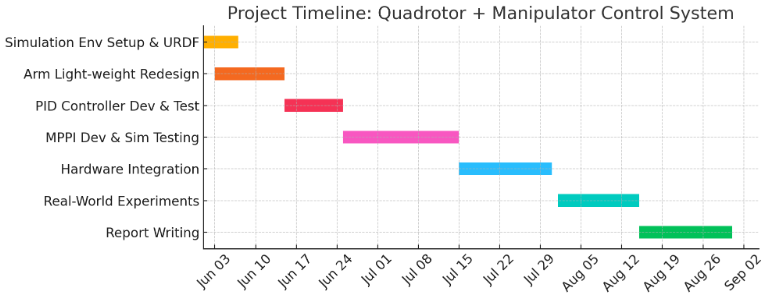 Project Timeline: Quadrotor + Manipulator Control System
Simulation Env Setup & URDF
Arm Light-weight Redesign
PID Controller Dev & Test
MPPI Dev & Sim Testing
Hardware Integration
Real-World Experiments
Report Writing
Jun 03
Jun 10
Jun 17
Jun 24
Jul 01
Jul 08
Jul 15
Jul 22
Jul 29
Aug 05
Aug 12
Aug 19
Aug 26
Sep 02